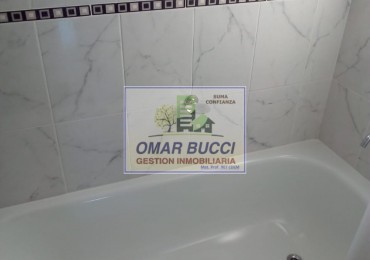 SUMA
CONFIANZA
OMAR BUCCI
GESTION INMOBILIARIA